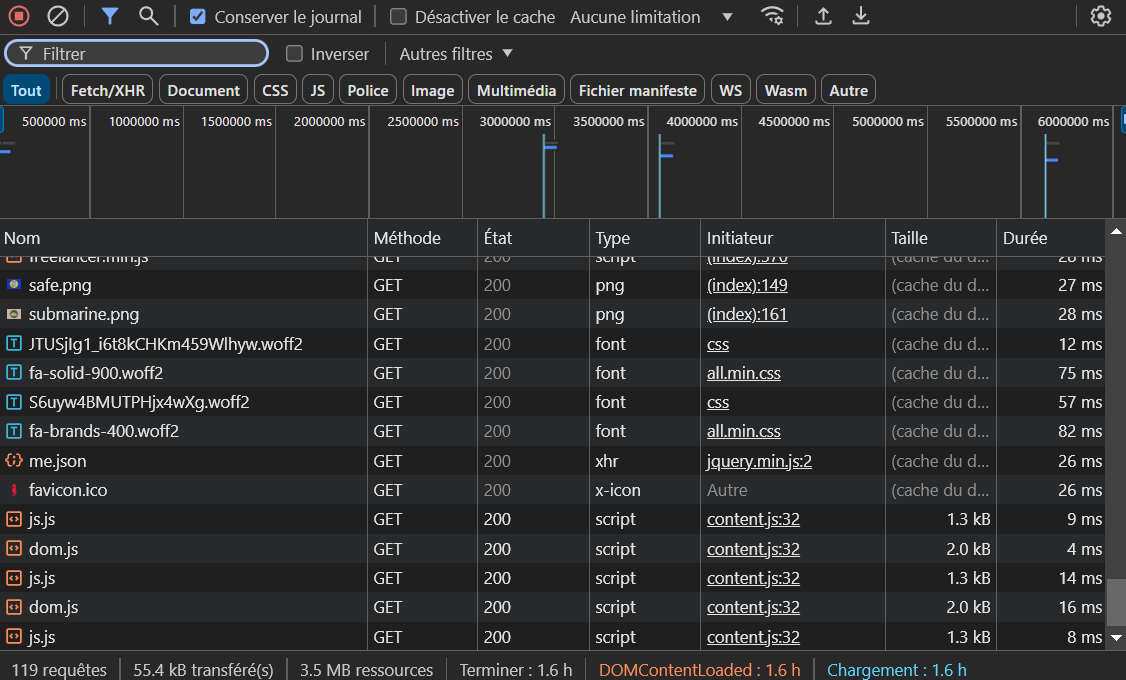 Conserver le journal Désactiver le cache Aucune limitation
Filtrer Inverser Autres filtres
Tout Fetch/XHR Document CSS JS Police Image Multimédia Fichier manifeste WS Wasm Autre
500000 ms 1000000 ms 1500000 ms 2000000 ms 2500000 ms 3000000 ms 3500000 ms 4000000 ms 4500000 ms 5000000 ms 5500000 ms 6000000 ms
Nom Méthode État Type Initiateur Taille Durée
freelancer.min.js GET 200 script (index):570 (cache du d... 28 ms
safe.png GET 200 png (index):149 (cache du d... 27 ms
submarine.png GET 200 png (index):161 (cache du d... 28 ms
JTUSjIg1_i6t8kCHKm459Wlhyw.woff2 GET 200 font css (cache du d... 12 ms
fa-solid-900.woff2 GET 200 font all.min.css (cache du d... 75 ms
S6uyw4BMUTPHjx4wXg.woff2 GET 200 font css (cache du d... 57 ms
fa-brands-400.woff2 GET 200 font all.min.css (cache du d... 82 ms
me.json GET 200 xhr jquery.min.js:2 (cache du d... 26 ms
favicon.ico GET 200 x-icon Autre (cache du d... 26 ms
js.js GET 200 script content.js:32 1.3 kB 9 ms
dom.js GET 200 script content.js:32 2.0 kB 4 ms
js.js GET 200 script content.js:32 1.3 kB 14 ms
dom.js GET 200 script content.js:32 2.0 kB 16 ms
js.js GET 200 script content.js:32 1.3 kB 8 ms
119 requêtes 55.4 kB transféré(s) 3.5 MB ressources Terminer : 1.6 h DOMContentLoaded : 1.6 h Chargement : 1.6 h